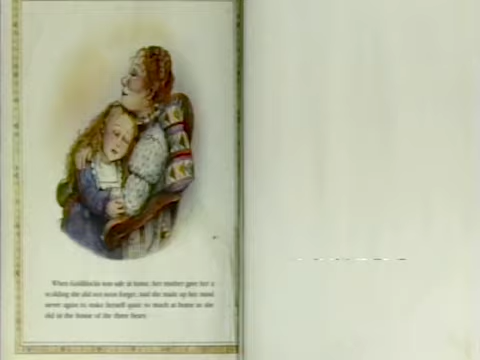 When Goldilocks was safe at home, her mother gave her a
scolding she did not soon forget. And she made up her mind
never again to make herself quite so much at home as she
did in the house of the three bears.